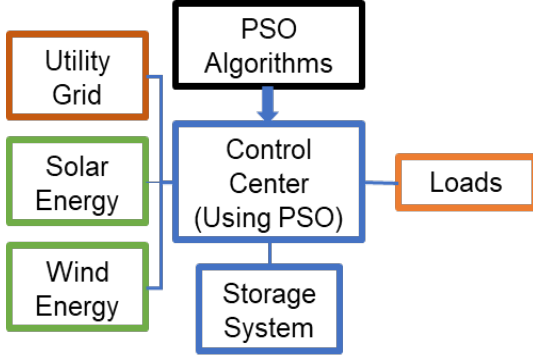 PSO
Algorithms
Utility
Grid
Solar
Energy
Wind
Energy
Control
Center
(Using PSO)
Loads
Storage
System